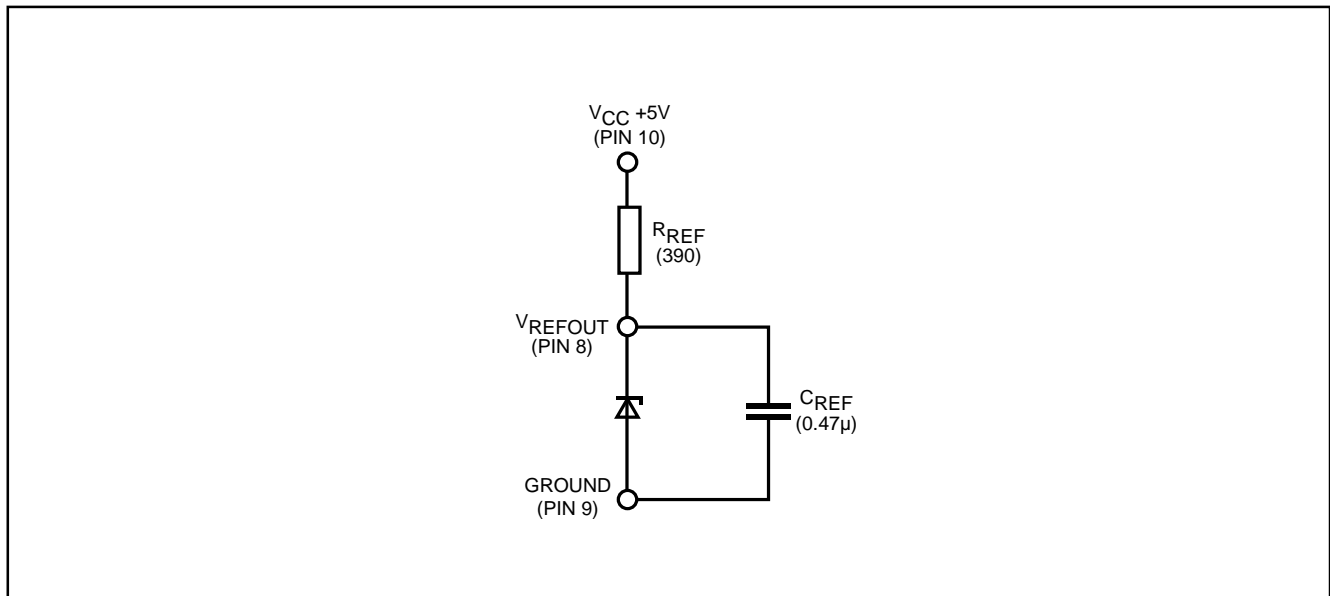 VCC +5V
(PIN 10)
RREF
(390)
VREFOUT
(PIN 8)
CREF
(0.47µ)
GROUND
(PIN 9)